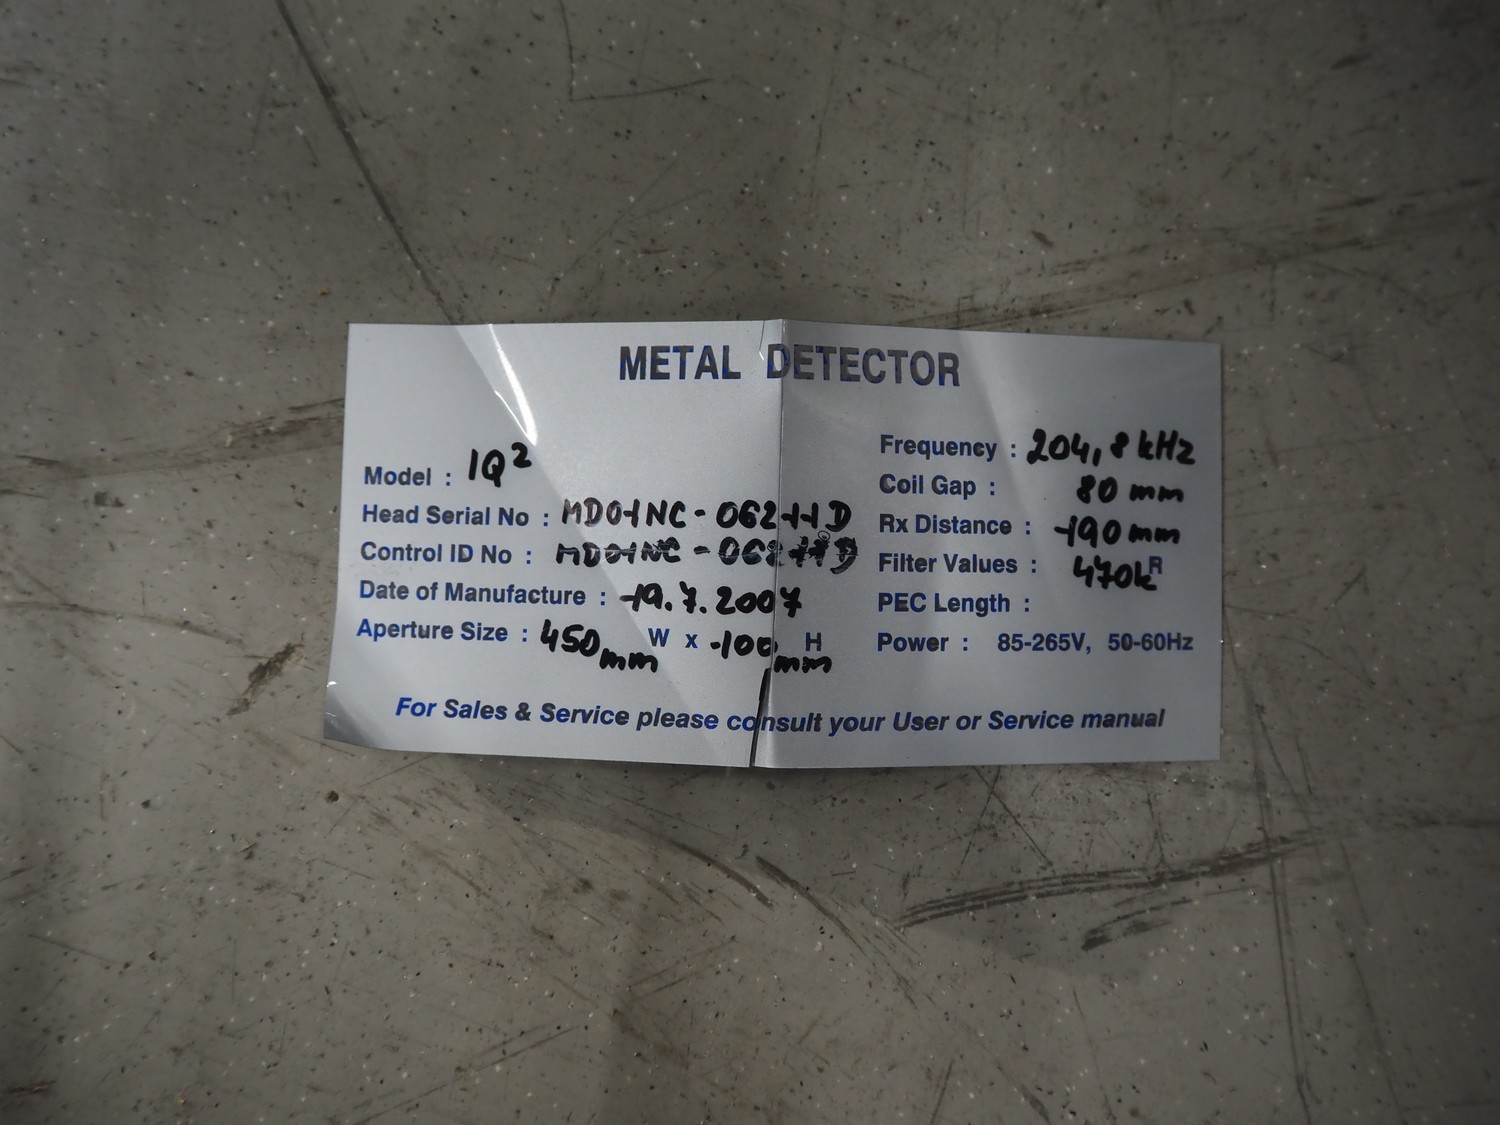 METAL DETECTOR
Model : IQ²
Head Serial No : MD01NC-06211D
Control ID No : MD01NC-06211D
Date of Manufacture : 19.7.2007
Aperture Size : 450mm W x 100mm H
Frequency : 204,8 kHz
Coil Gap : 80 mm
Rx Distance : 190 mm
Filter Values : 470k R
PEC Length :
Power : 85-265V, 50-60Hz
For Sales & Service please consult your User or Service manual